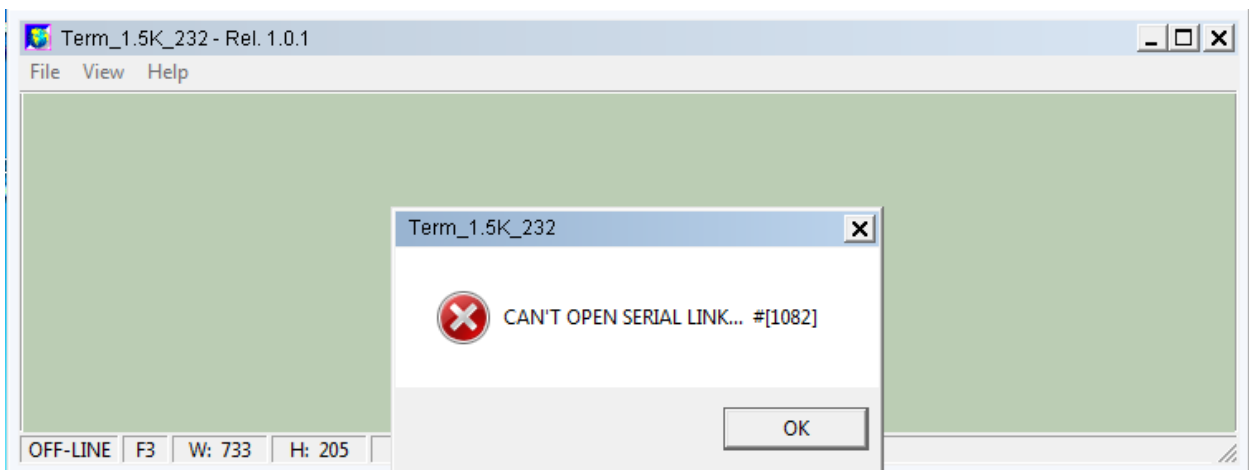 Term_1.5K_232 - Rel. 1.0.1
File View Help
Term_1.5K_232
CAN'T OPEN SERIAL LINK... #[1082]
OK
OFF-LINE F3 W: 733 H: 205